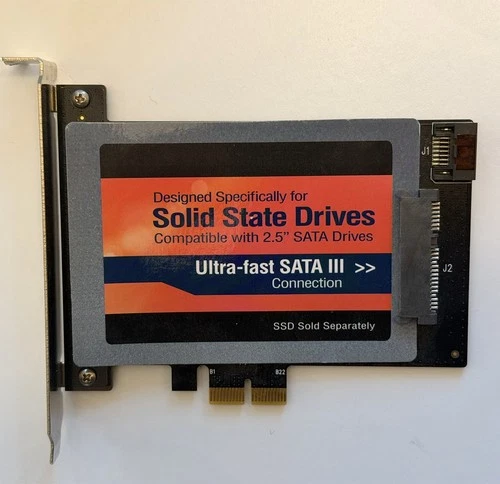 J1
Designed Specifically for
Solid State Drives
Compatible with 2.5" SATA Drives
Ultra-fast SATA III >>
Connection
J2
SSD Sold Separately
B1
B22